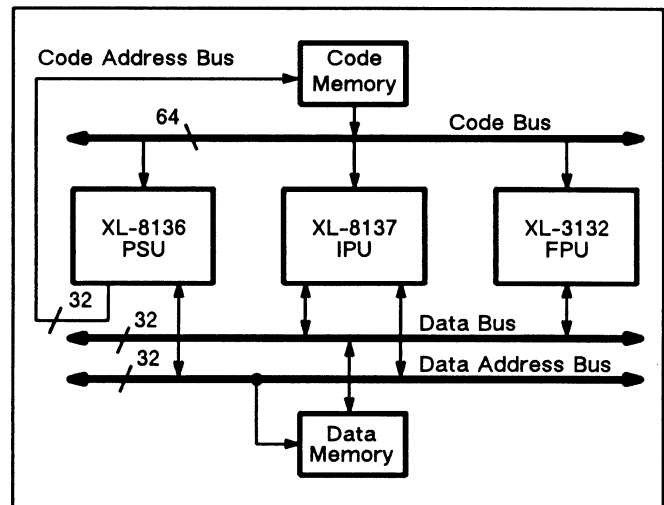 Code Address Bus
Code
Memory
64
Code Bus
XL-8136
PSU
XL-8137
IPU
XL-3132
FPU
32
32
Data Bus
32
Data Address Bus
Data
Memory